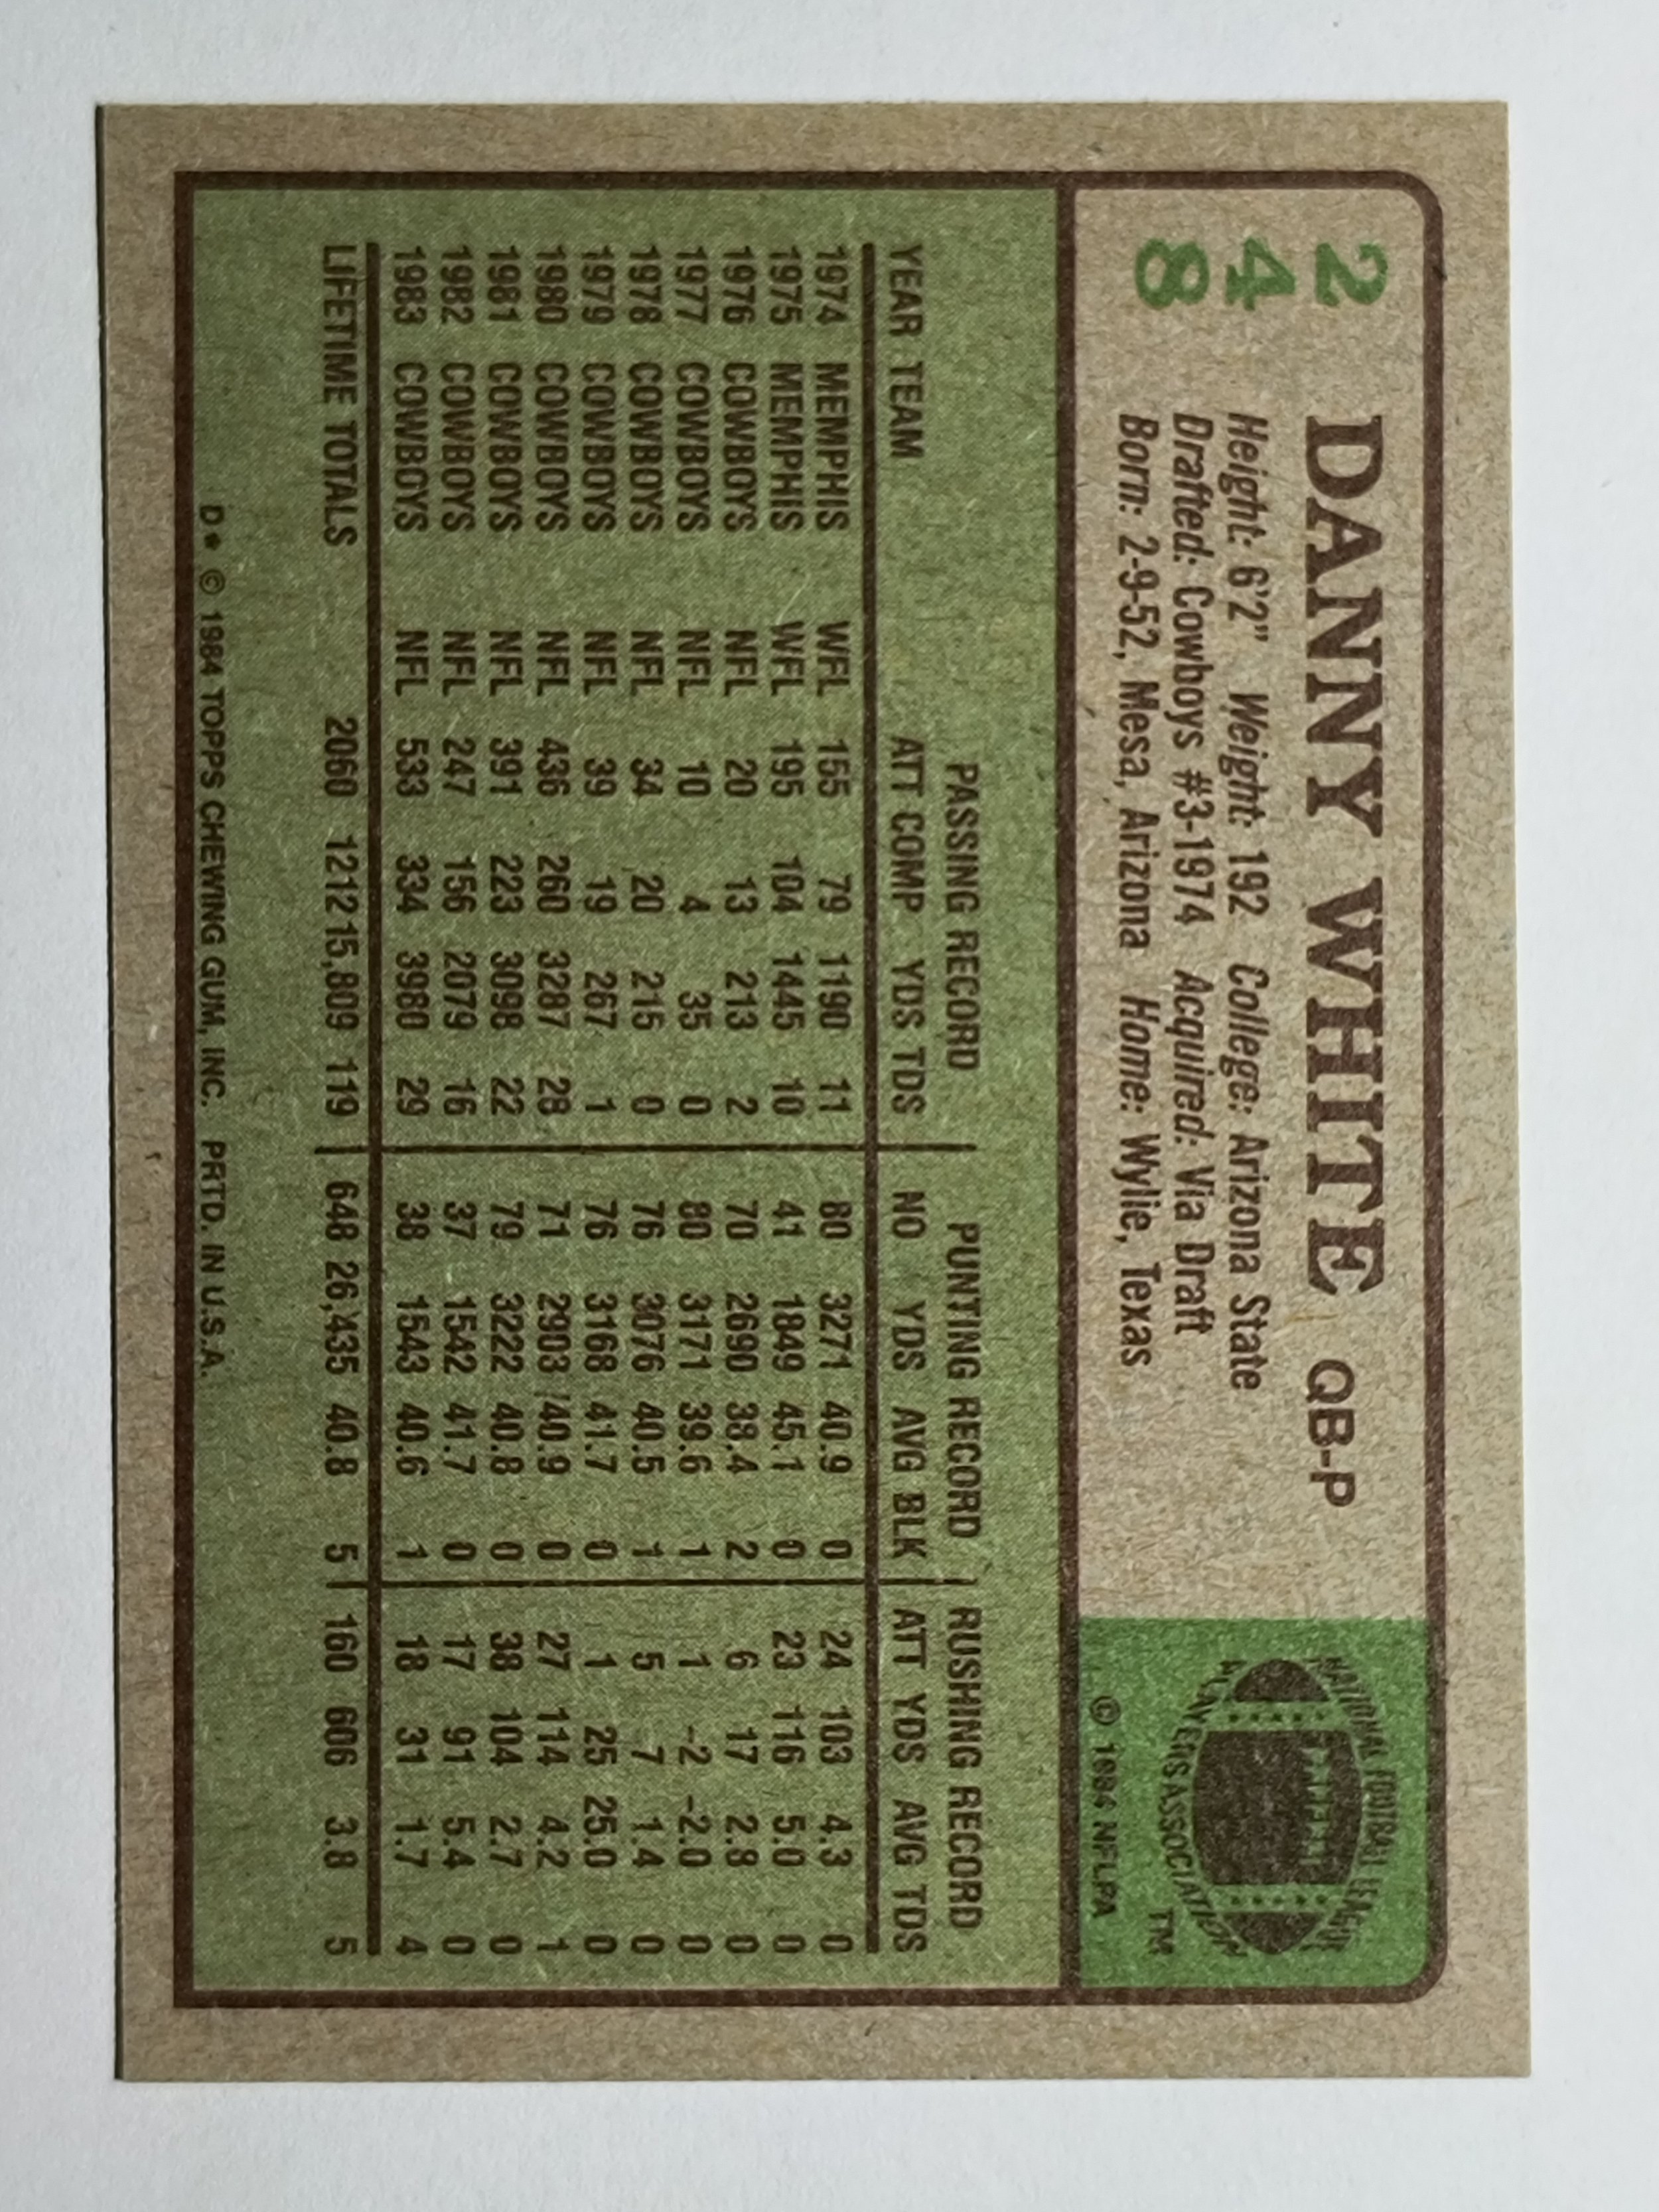 248
DANNY WHITE QB-P
Height: 6'2" Weight: 192 College: Arizona State
Drafted: Cowboys #3-1974 Acquired: Via Draft
Born: 2-9-52, Mesa, Arizona Home: Wylie, Texas
NATIONAL FOOTBALL LEAGUE
PLAYERS
PLAYERS ASSOCIATION
TM
© 1984 NFLPA
PASSING RECORD PUNTING RECORD RUSHING RECORD
YEAR TEAM ATT COMP YDS TDS NO YDS AVG BLK ATT YDS AVG TDS
1974 MEMPHIS WFL 155 79 1190 11 80 3271 40.9 0 24 103 4.3 0
1975 MEMPHIS WFL 195 104 1445 10 41 1849 45.1 0 23 116 5.0 0
1976 COWBOYS NFL 20 13 213 2 70 2690 38.4 2 6 17 2.8 0
1977 COWBOYS NFL 10 4 35 0 80 3171 39.6 1 1 -2 -2.0 0
1978 COWBOYS NFL 34 20 215 0 76 3076 40.5 1 5 7 1.4 0
1979 COWBOYS NFL 39 19 267 1 76 3168 41.7 0 1 25 25.0 0
1980 COWBOYS NFL 436 260 3287 28 71 2903 40.9 0 27 114 4.2 1
1981 COWBOYS NFL 391 223 3098 22 79 3222 40.8 0 38 104 2.7 0
1982 COWBOYS NFL 247 156 2079 16 37 1542 41.7 0 17 91 5.4 0
1983 COWBOYS NFL 533 334 3980 29 38 1543 40.6 1 18 31 1.7 4
LIFETIME TOTALS 2060 1212 15,809 119 648 26,435 40.8 5 160 606 3.8 5
D* © 1984 TOPPS CHEWING GUM, INC. PRTD. IN U.S.A.